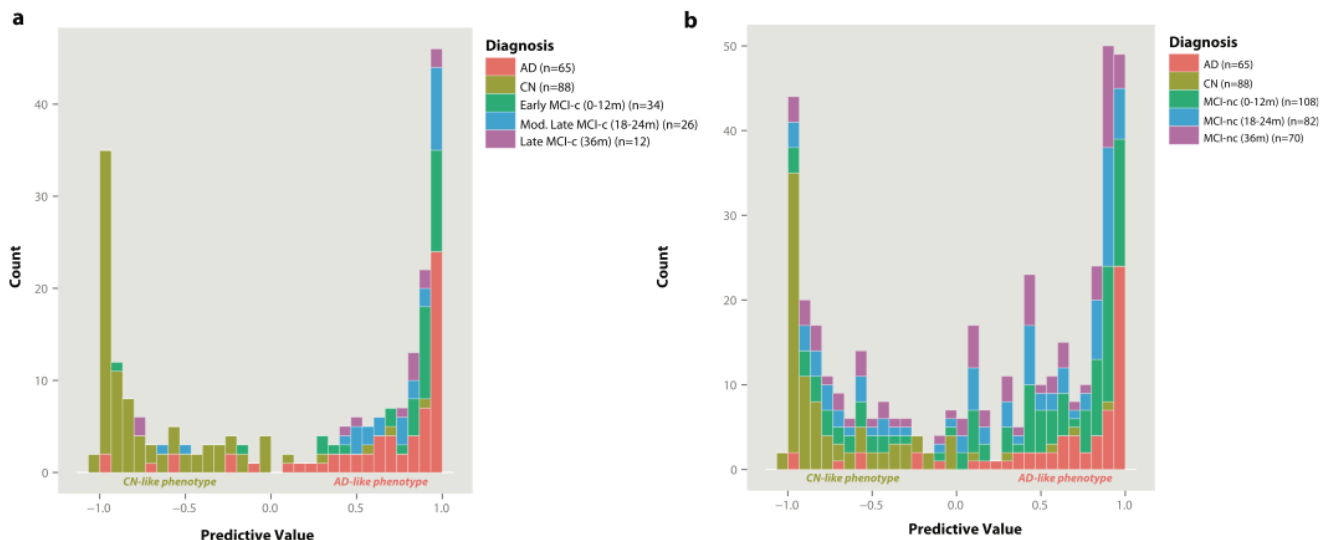 a
Diagnosis
AD (n=65)
CN (n=88)
Early MCI-c (0-12m) (n=34)
Mod. Late MCI-c (18-24m) (n=26)
Late MCI-c (36m) (n=12)
40
30
20
10
0
Count
CN-like phenotype
AD-like phenotype
−1.0
−0.5
0.0
0.5
1.0
Predictive Value
b
Diagnosis
AD (n=65)
CN (n=88)
MCI-nc (0-12m) (n=108)
MCI-nc (18-24m) (n=82)
MCI-nc (36m) (n=70)
50
40
30
20
10
0
Count
CN-like phenotype
AD-like phenotype
−1.0
−0.5
0.0
0.5
1.0
Predictive Value